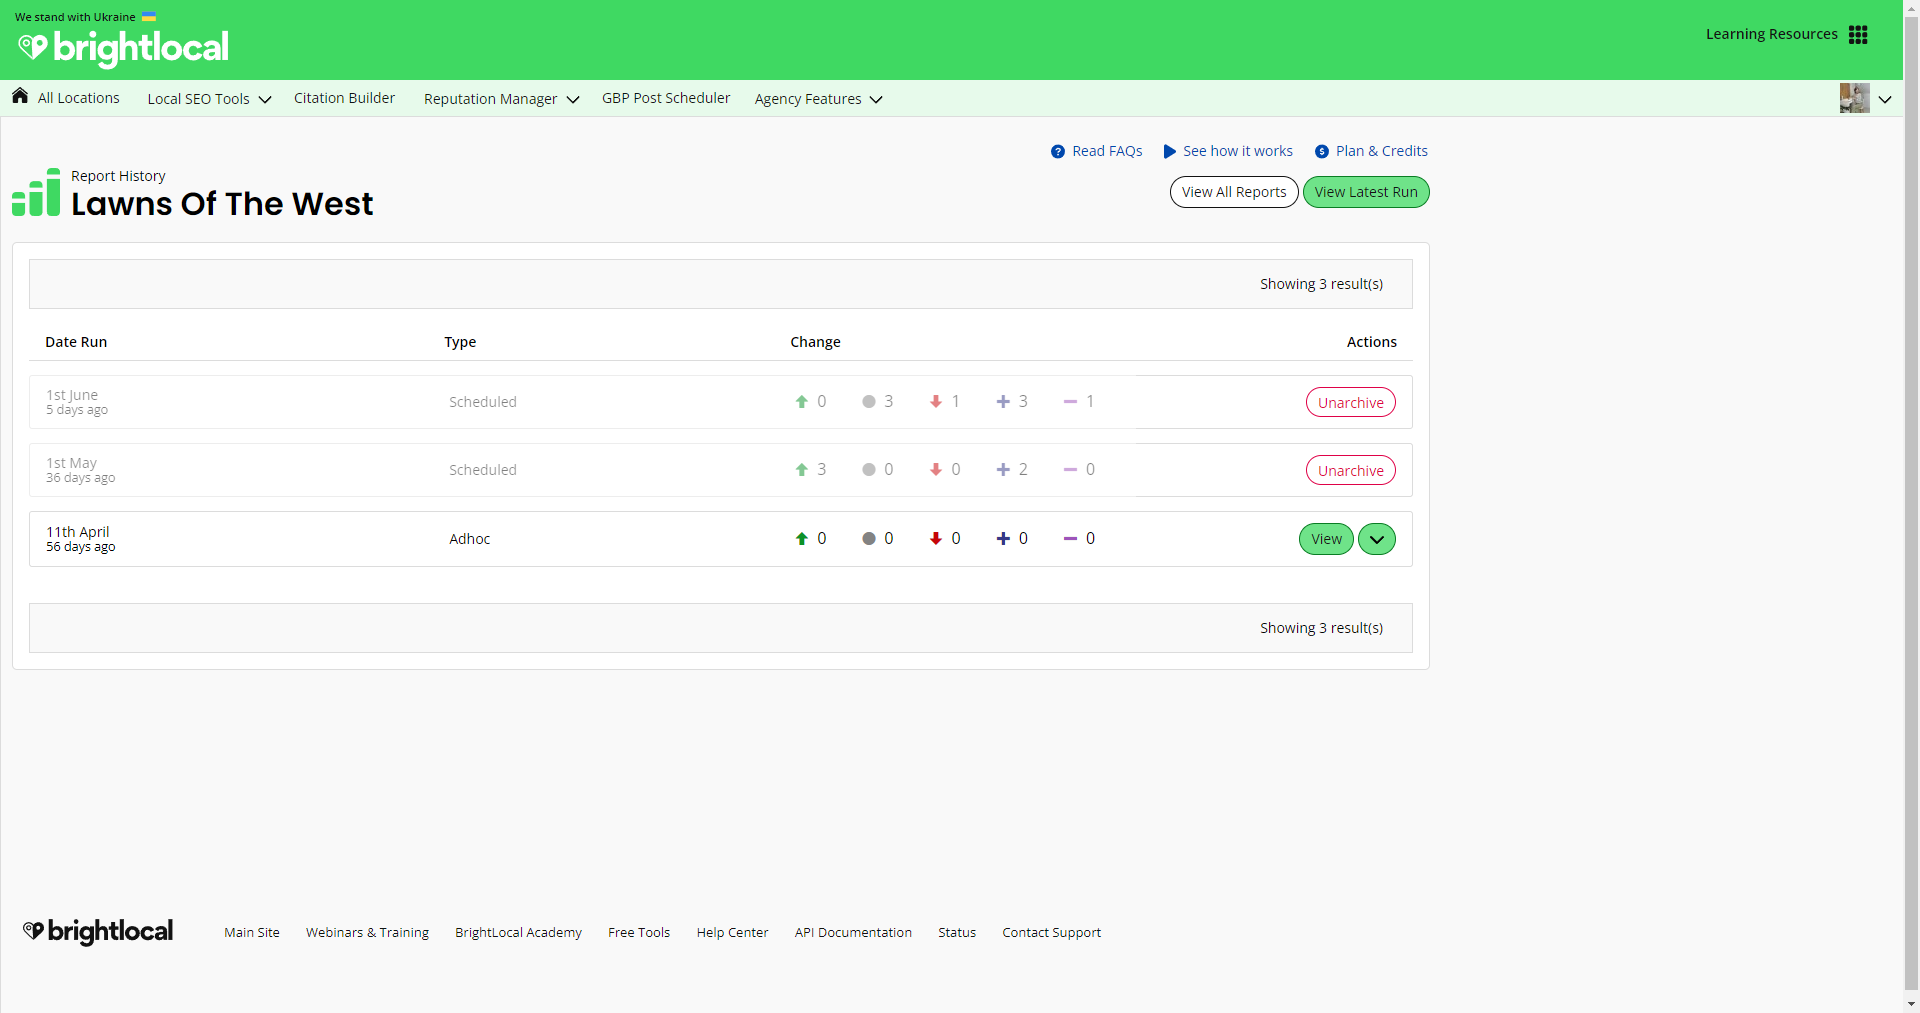 We stand with Ukraine
brightlocal
Learning Resources
All Locations
Local SEO Tools
Citation Builder
Reputation Manager
GBP Post Scheduler
Agency Features
Read FAQs
See how it works
Plan & Credits
Report History
Lawns Of The West
View All Reports
View Latest Run
Showing 3 result(s)
Date Run Type Change Actions
1st June
5 days ago
Scheduled 0 3 1 3 1 Unarchive
1st May
36 days ago
Scheduled 3 0 0 2 0 Unarchive
11th April
56 days ago
Adhoc 0 0 0 0 0 View
Showing 3 result(s)
brightlocal
Main Site Webinars & Training BrightLocal Academy Free Tools Help Center API Documentation Status Contact Support